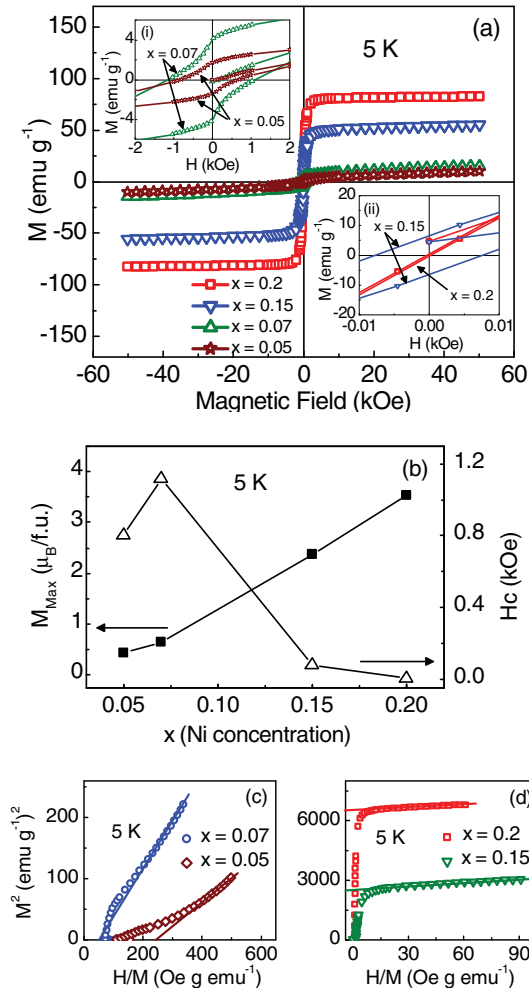 (a)
5 K
M (emu g⁻¹)
150
100
50
0
-50
-100
-150
-60 -40 -20 0 20 40 60
Magnetic Field (kOe)
x = 0.2
x = 0.15
x = 0.07
x = 0.05
(i)
M (emu g⁻¹)
4
0
-4
-2 -1 0 1 2
H (kOe)
x = 0.07
x = 0.05
(ii)
M (emu g⁻¹)
20
10
0
-10
-20
-0.01 0.00 0.01
H (kOe)
x = 0.15
x = 0.2
(b)
5 K
M_Max (μ_B/f.u.)
4
3
2
1
0
Hc (kOe)
1.2
0.8
0.4
0.0
0.05 0.10 0.15 0.20
x (Ni concentration)
(c)
5 K
M² (emu g⁻¹)²
200
100
0
x = 0.07
x = 0.05
0 200 400 600
H/M (Oe g emu⁻¹)
(d)
5 K
6000
3000
0
x = 0.2
x = 0.15
0 30 60 90
H/M (Oe g emu⁻¹)